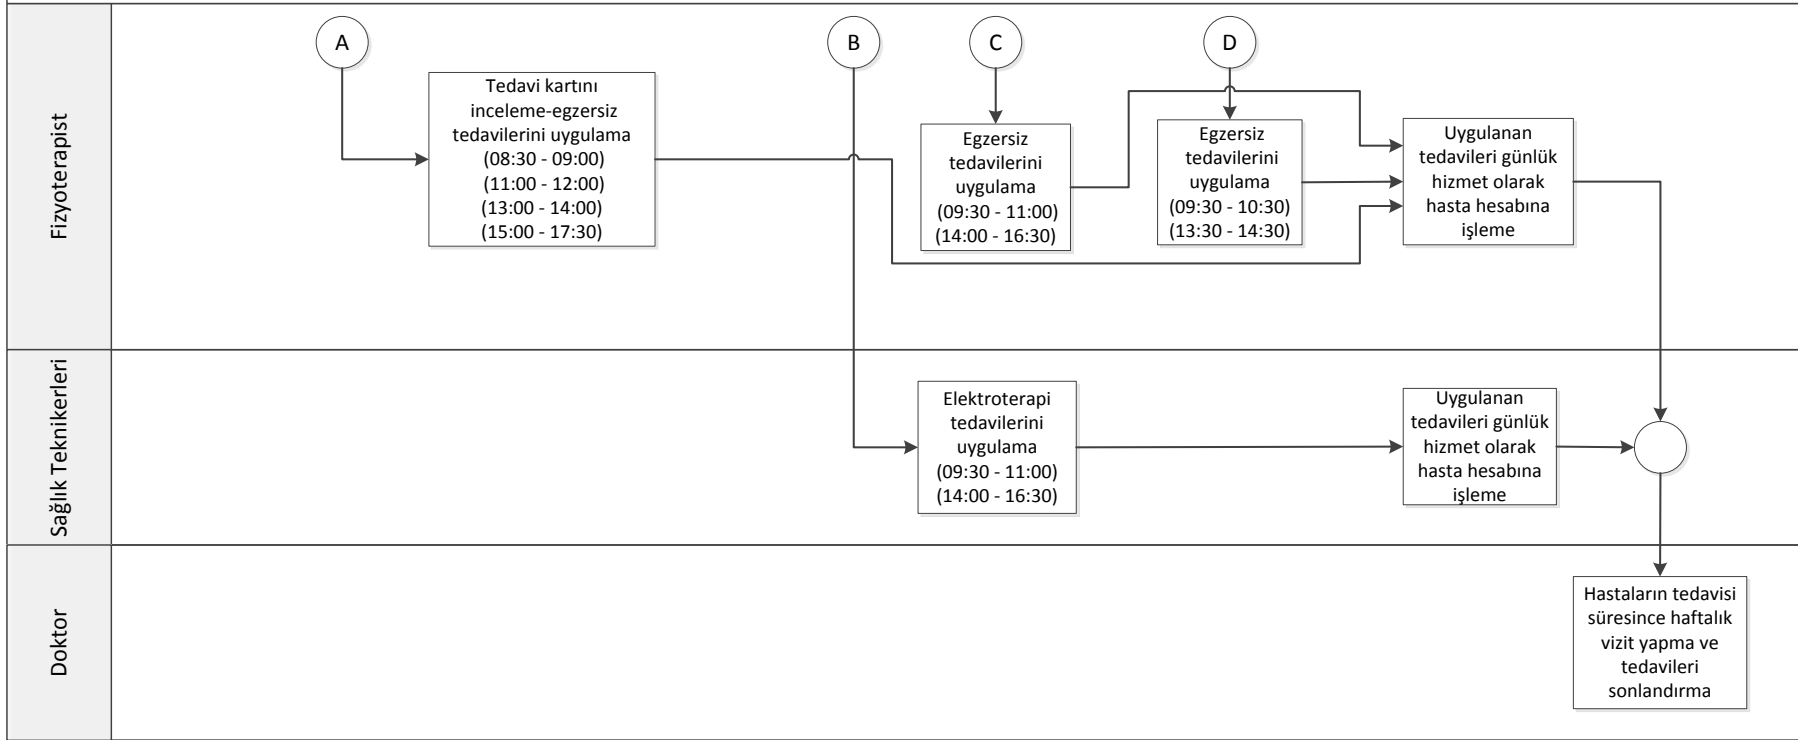 Fizyoterapist
A
B
C
D
Tedavi kartını
inceleme-egzersiz
tedavilerini uygulama
(08:30 - 09:00)
(11:00 - 12:00)
(13:00 - 14:00)
(15:00 - 17:30)
Egzersiz
tedavilerini
uygulama
(09:30 - 11:00)
(14:00 - 16:30)
Egzersiz
tedavilerini
uygulama
(09:30 - 10:30)
(13:30 - 14:30)
Uygulanan
tedavileri günlük
hizmet olarak
hasta hesabına
işleme
Sağlık Teknikerleri
Elektroterapi
tedavilerini
uygulama
(09:30 - 11:00)
(14:00 - 16:30)
Uygulanan
tedavileri günlük
hizmet olarak
hasta hesabına
işleme
Doktor
Hastaların tedavisi
süresince haftalık
vizit yapma ve
tedavileri
sonlandırma